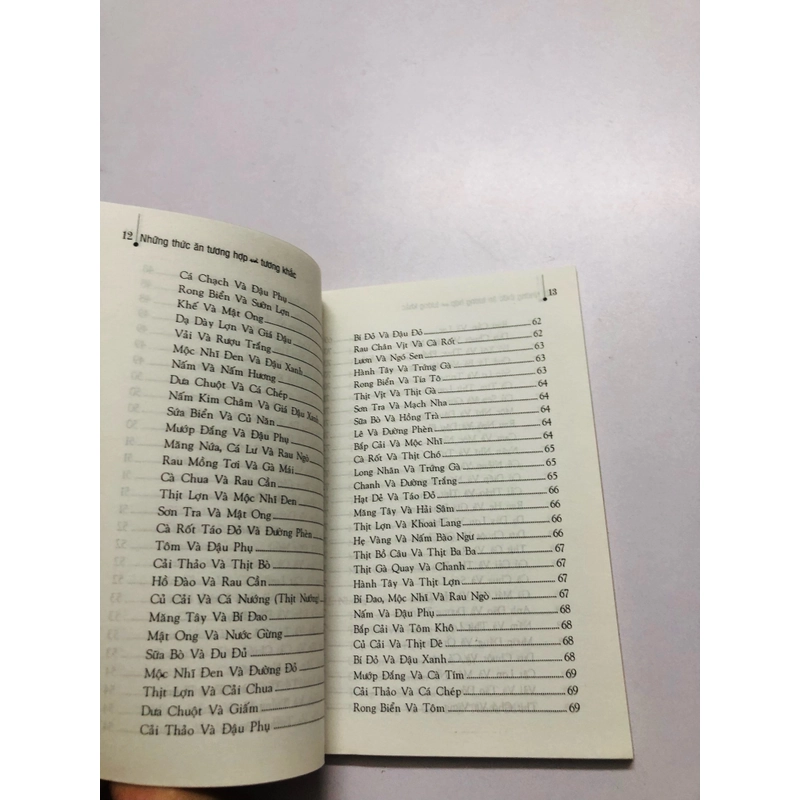 12 Những thức ăn tương hợp – tương khắc
Cá Chạch Và Đậu Phụ
Rong Biển Và Sườn Lợn
Khế Và Mật Ong
Dạ Dày Lợn Và Giá Đậu
Vải Và Rượu Trắng
Mộc Nhĩ Đen Và Đậu Xanh
Nấm Và Nấm Hương
Dưa Chuột Và Cá Chép
Nấm Kim Châm Và Giá Đậu Xanh
Sữa Biển Và Củ Năn
Mướp Đắng Và Đậu Phụ
Măng Nứa, Cá Lư Và Rau Ngò
Rau Mồng Tơi Và Gà Mái
Cà Chua Và Rau Cần
Thịt Lợn Và Mộc Nhĩ Đen
Sơn Tra Và Mật Ong
Cà Rốt Táo Đỏ Và Đường Phèn
Tôm Và Đậu Phụ
Cải Thảo Và Thịt Bò
Hồ Đào Và Rau Cần
Củ Cải Và Cá Nướng (Thịt Nướng)
Măng Tây Và Bí Đao
Mật Ong Và Nước Gừng
Sữa Bò Và Đu Đủ
Mộc Nhĩ Đen Và Đường Đỏ
Thịt Lợn Và Cải Chua
Dưa Chuột Và Giấm
Cải Thảo Và Đậu Phụ
13
Bí Đỏ Và Đậu Đỏ 62
Rau Chân Vịt Và Cà Rốt 62
Lươn Và Ngó Sen 63
Hành Tây Và Trứng Gà 63
Rong Biển Và Tía Tô 63
Thịt Vịt Và Thịt Gà 64
Sơn Tra Và Mạch Nha 64
Sữa Bò Và Hồng Trà 64
Lê Và Đường Phèn 64
Bắp Cải Và Mộc Nhĩ 64
Cà Rốt Và Thịt Chó 65
Long Nhãn Và Trứng Gà 65
Chanh Và Đường Trắng 65
Hạt Dẻ Và Táo Đỏ 66
Măng Tây Và Hải Sâm 66
Thịt Lợn Và Khoai Lang 66
Hẹ Vàng Và Nấm Bào Ngư 67
Thịt Bồ Câu Và Thịt Ba Ba 67
Thịt Gà Quay Và Chanh 67
Hành Tây Và Thịt Lợn 67
Bí Đao, Mộc Nhĩ Và Rau Ngò 67
Nấm Và Đậu Phụ 68
Bắp Cải Và Tôm Khô 68
Củ Cải Và Thịt Dê 68
Bí Đỏ Và Đậu Xanh 68
Mướp Đắng Và Cà Tím 69
Cải Thảo Và Cá Chép 69
Rong Biển Và Tôm 69